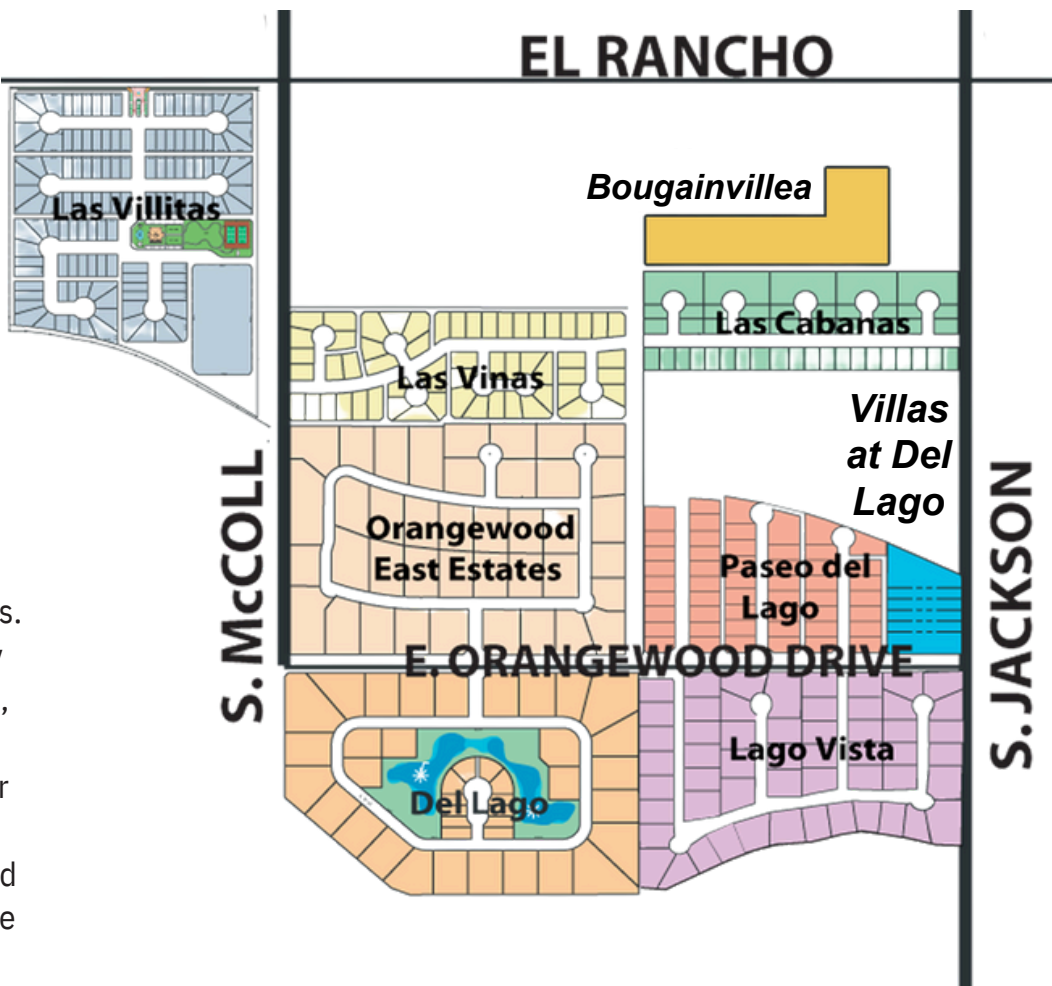 EL RANCHO
Bougainvillea
Las Villitas
Las Cabanas
Las Vinas
Villas
at Del
Lago
S. McCOLL
S. JACKSON
Orangewood
East Estates
Paseo del
Lago
s.
,
E. ORANGEWOOD DRIVE
Lago Vista
Del Lago
r
d
e